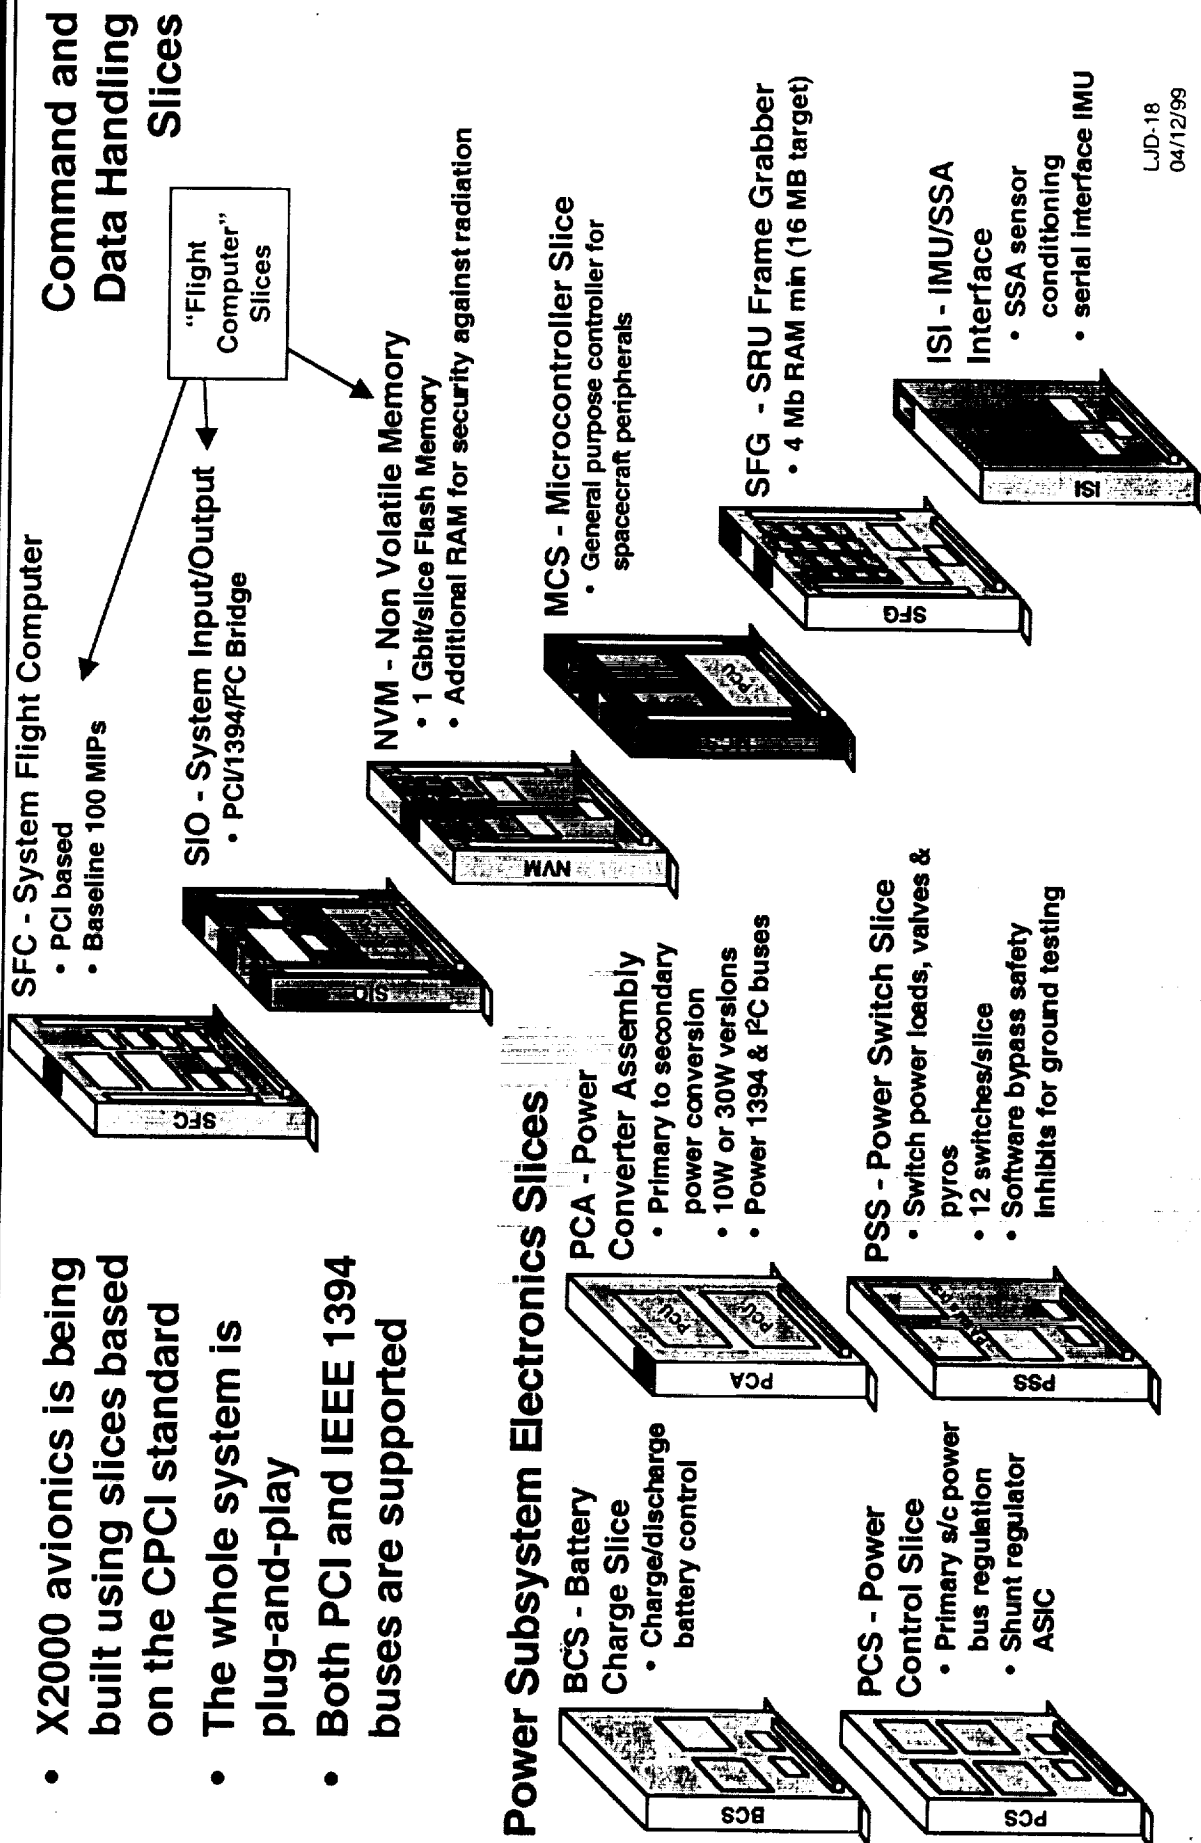 Command and
Data Handling
Slices
• X2000 avionics is being
built using slices based
on the CPCI standard
• The whole system is
plug-and-play
• Both PCI and IEEE 1394
buses are supported
SFC - System Flight Computer
• PCI based
• Baseline 100 MIPs
SFC
"Flight
Computer"
Slices
SIO - System Input/Output
• PCI/1394/I²C Bridge
SIO
NVM - Non Volatile Memory
• 1 Gbit/slice Flash Memory
• Additional RAM for security against radiation
NVM
MCS - Microcontroller Slice
• General purpose controller for
spacecraft peripherals
PCU
SFG - SRU Frame Grabber
• 4 Mb RAM min (16 MB target)
SFG
ISI - IMU/SSA
Interface
• SSA sensor
conditioning
• serial interface IMU
ISI
Power Subsystem Electronics Slices
BCS - Battery
Charge Slice
• Charge/discharge
battery control
BCS
PCA - Power
Converter Assembly
• Primary to secondary
power conversion
• 10W or 30W versions
• Power 1394 & I²C buses
PCA
PCU
PCU
PCS - Power
Control Slice
• Primary s/c power
bus regulation
• Shunt regulator
ASIC
PCS
PSS - Power Switch Slice
• Switch power loads, valves &
pyros
• 12 switches/slice
• Software bypass safety
Inhibits for ground testing
PSS
LJD-18
04/12/99